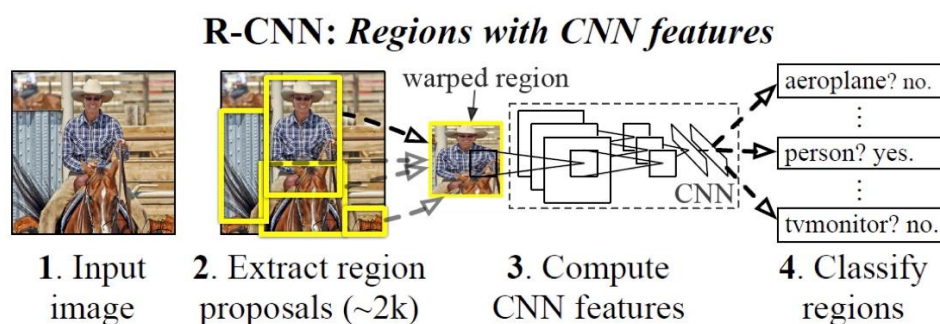 R-CNN: Regions with CNN features
warped region
aeroplane? no.
⋮
person? yes.
⋮
tvmonitor? no.
CNN
1. Input
image
2. Extract region
proposals (~2k)
3. Compute
CNN features
4. Classify
regions